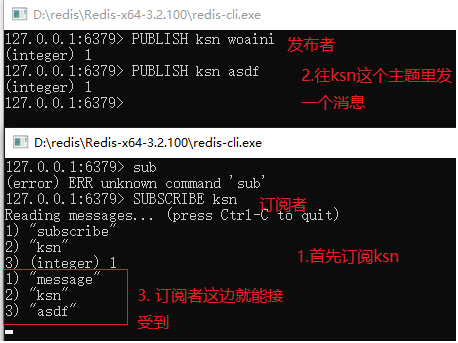 D:\redis\Redis-x64-3.2.100\redis-cli.exe
127.0.0.1:6379> PUBLISH ksn woaini
(integer) 1
127.0.0.1:6379> PUBLISH ksn asdf
(integer) 1
127.0.0.1:6379>
发布者
2.往ksn这个主题里发
一个消息
D:\redis\Redis-x64-3.2.100\redis-cli.exe
127.0.0.1:6379> sub
(error) ERR unknown command 'sub'
127.0.0.1:6379> SUBSCRIBE ksn
订阅者
Reading messages... (press Ctrl-C to quit)
1) "subscribe"
2) "ksn"
3) (integer) 1
1.首先订阅ksn
1) "message"
2) "ksn"
3) "asdf"
3. 订阅者这边就能接
受到